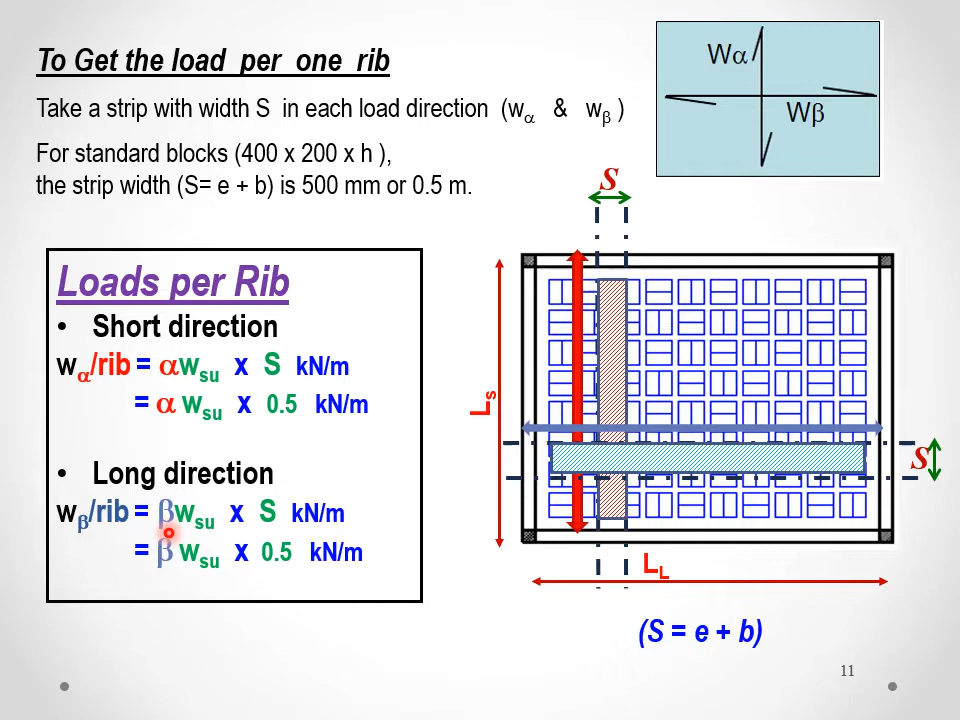 To Get the load per one rib
Take a strip with width S in each load direction (wα & wβ )
For standard blocks (400 x 200 x h ),
the strip width (S= e + b) is 500 mm or 0.5 m.
Wα
Wβ
S
Loads per Rib
• Short direction
wα/rib = αwsu x S kN/m
= α wsu x 0.5 kN/m
• Long direction
wβ/rib = βwsu x S kN/m
= β wsu x 0.5 kN/m
Ls
S
LL
(S = e + b)
11